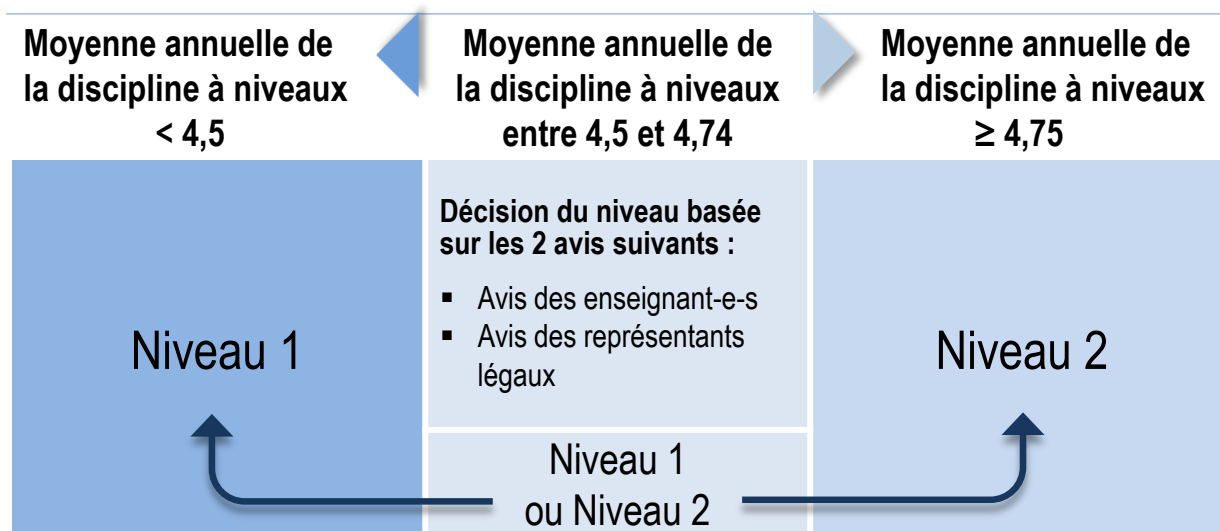 Moyenne annuelle de
la discipline à niveaux
< 4,5
Moyenne annuelle de
la discipline à niveaux
entre 4,5 et 4,74
Moyenne annuelle de
la discipline à niveaux
≥ 4,75
Niveau 1
Décision du niveau basée
sur les 2 avis suivants :
▪ Avis des enseignant-e-s
▪ Avis des représentants
légaux
Niveau 1
ou Niveau 2
Niveau 2